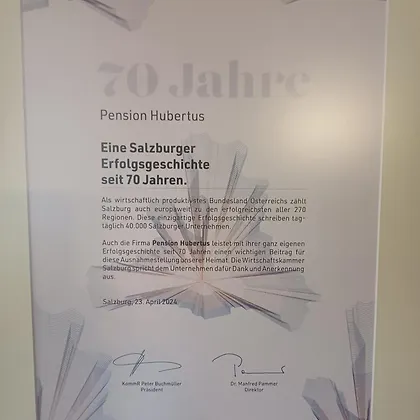 70 Jahre
Pension Hubertus
Eine Salzburger
Erfolgsgeschichte
seit 70 Jahren.
Als wirtschaftlich produktivstes Bundesland Österreichs zählt
Salzburg auch europaweit zu den erfolgreichsten aller 270
Regionen. Diese einzigartige Erfolgsgeschichte schreiben tag-
täglich 40.000 Salzburger Unternehmen.
Auch die Firma Pension Hubertus leistet mit ihrer ganz eigenen
Erfolgsgeschichte seit 70 Jahren einen wichtigen Beitrag für
diese Ausnahmestellung unserer Heimat. Die Wirtschaftskammer
Salzburg spricht dem Unternehmen dafür Dank und Anerkennung
aus.
Salzburg, 23. April 2024
KommR Peter Buchmüller
Präsident
Dr. Manfred Pammer
Direktor